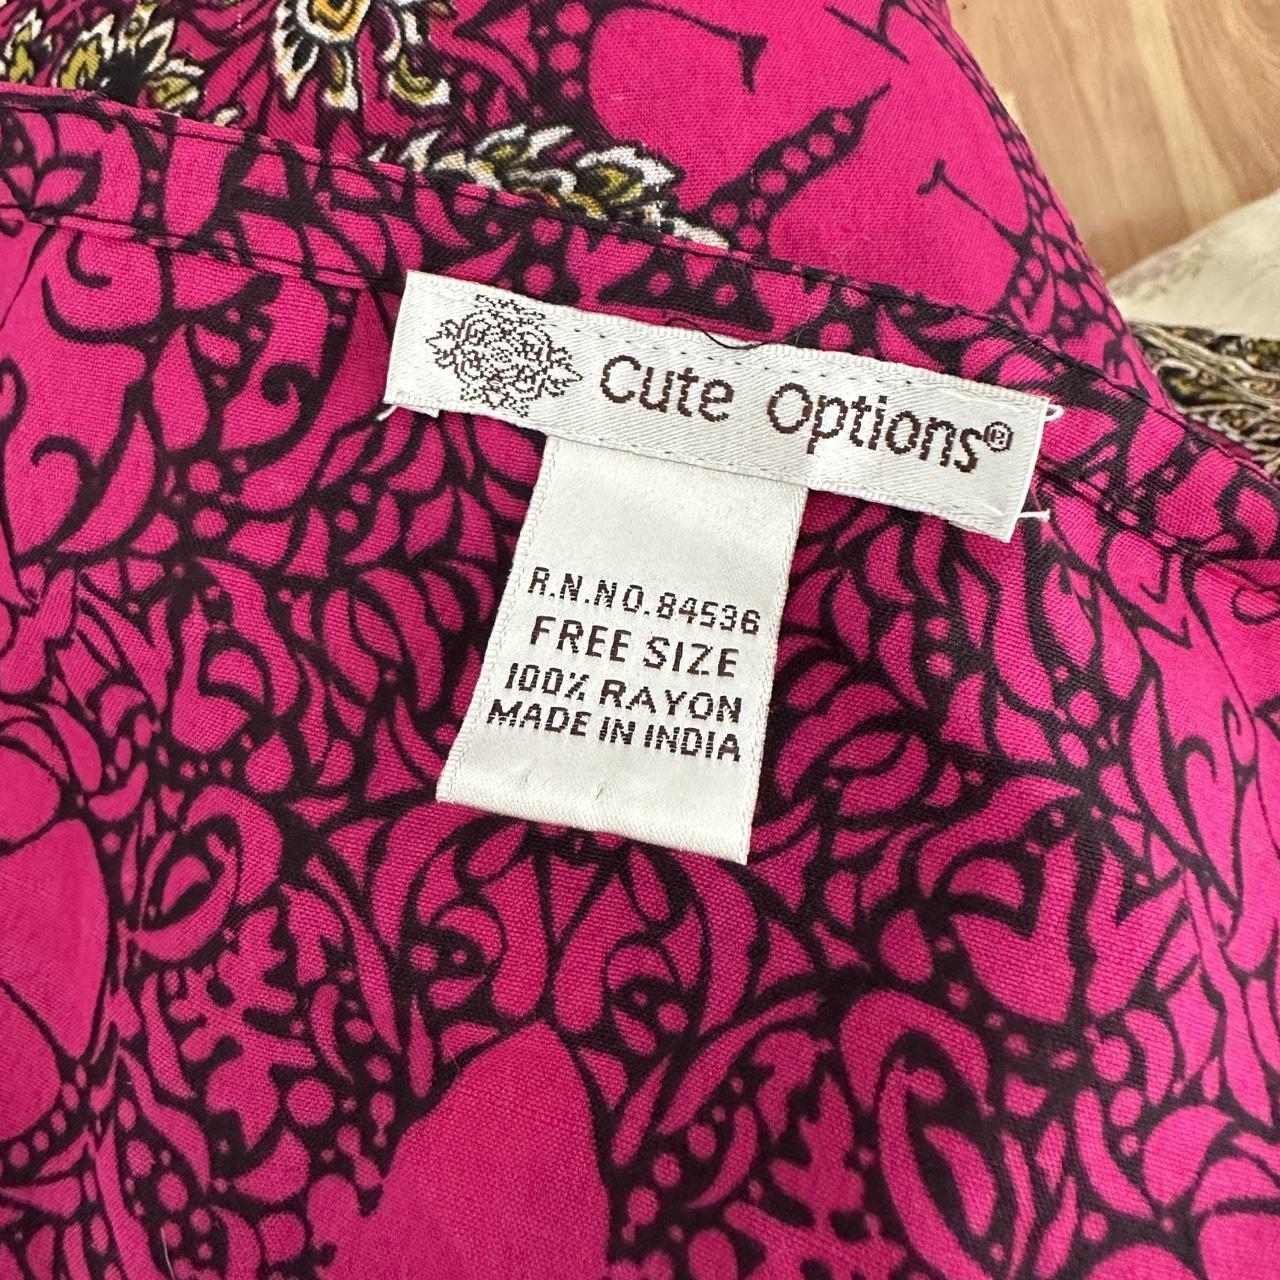 Cute Options®
R.N.NO.84536
FREE SIZE
100% RAYON
MADE IN INDIA